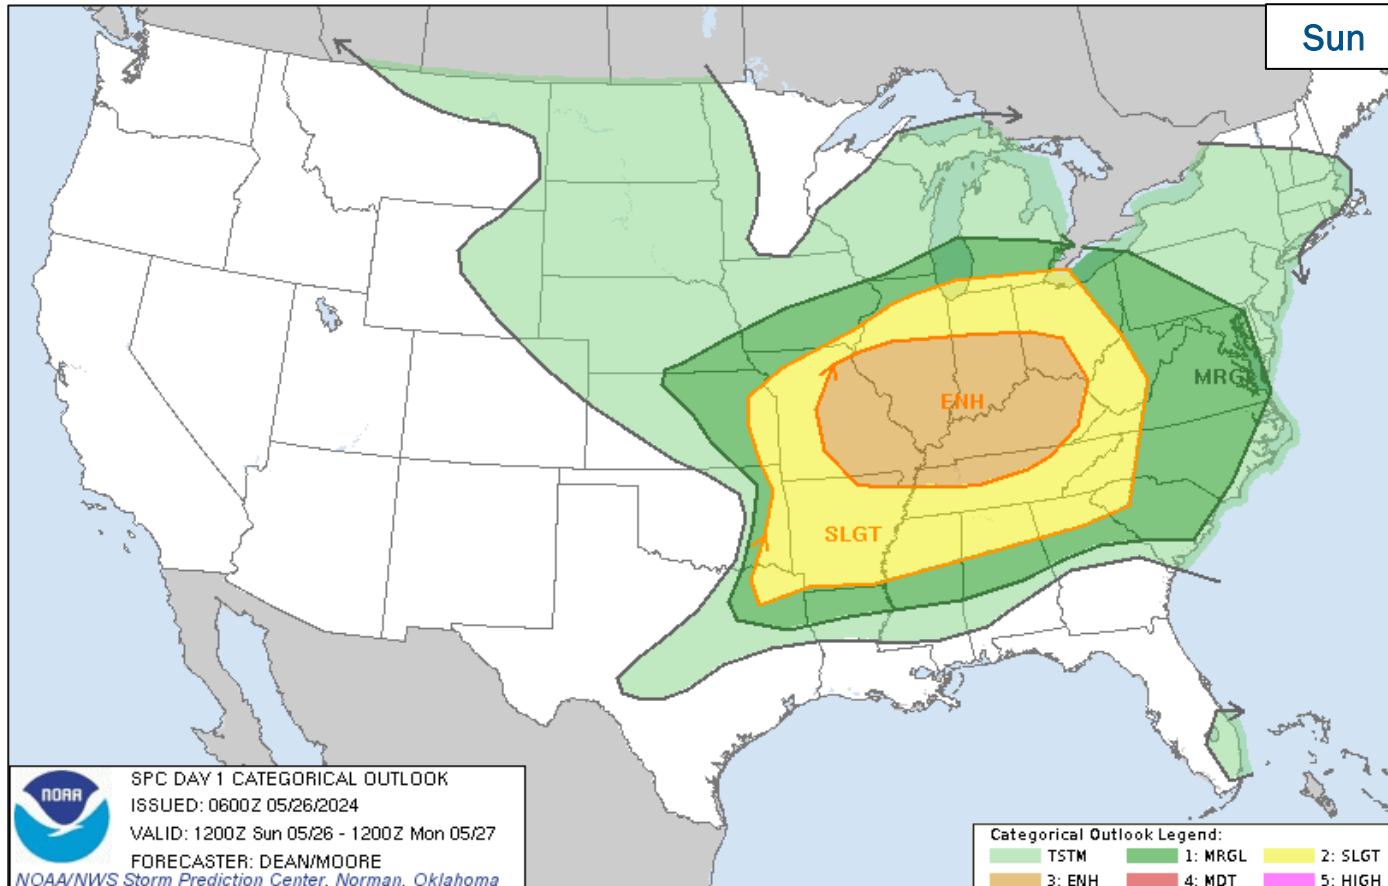 Sun
MRGL
ENH
SLGT
NOAA
SPC DAY 1 CATEGORICAL OUTLOOK
ISSUED: 0600Z 05/26/2024
VALID: 1200Z Sun 05/26 - 1200Z Mon 05/27
FORECASTER: DEAN/MOORE
NOAA/NWS Storm Prediction Center, Norman, Oklahoma
Categorical Outlook Legend:
TSTM 1: MRGL 2: SLGT
3: ENH 4: MDT 5: HIGH